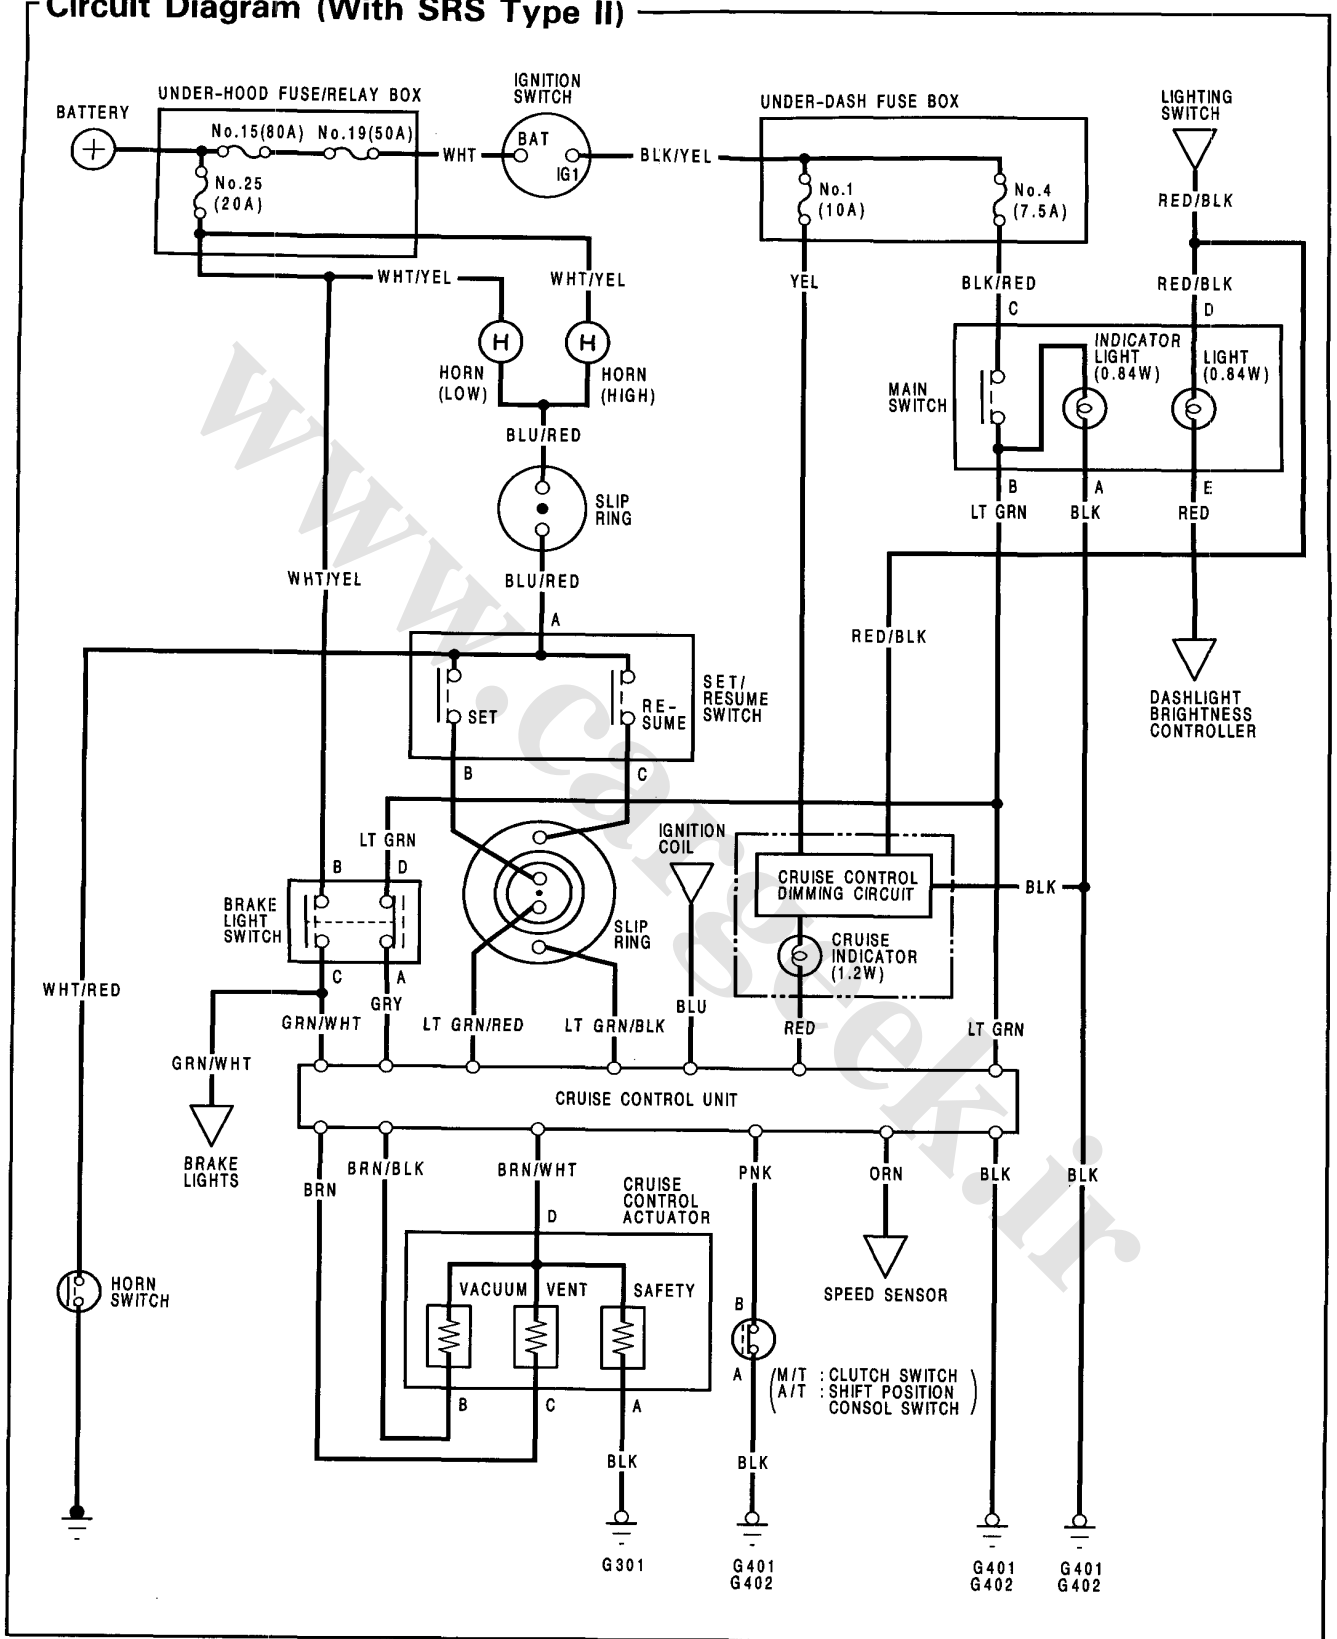 Circuit Diagram (With SRS Type II)
UNDER-HOOD FUSE/RELAY BOX
IGNITION
SWITCH
UNDER-DASH FUSE BOX
LIGHTING
SWITCH
BATTERY
No.15(80A) No.19(50A)
WHT
BAT
IG1
BLK/YEL
No.25
(20A)
No.1
(10A)
No.4
(7.5A)
RED/BLK
WHT/YEL
WHT/YEL
YEL
BLK/RED
RED/BLK
C
D
H
H
HORN
(LOW)
HORN
(HIGH)
MAIN
SWITCH
INDICATOR
LIGHT
(0.84W)
LIGHT
(0.84W)
BLU/RED
SLIP
RING
B
A
E
LT GRN
BLK
RED
WHT/YEL
BLU/RED
A
RED/BLK
SET
RE-
SUME
SET/
RESUME
SWITCH
DASHLIGHT
BRIGHTNESS
CONTROLLER
B
C
LT GRN
IGNITION
COIL
B
D
BRAKE
LIGHT
SWITCH
CRUISE CONTROL
DIMMING CIRCUIT
BLK
SLIP
RING
CRUISE
INDICATOR
(1.2W)
C
A
WHT/RED
GRN/WHT
GRY
LT GRN/RED
LT GRN/BLK
BLU
RED
LT GRN
GRN/WHT
CRUISE CONTROL UNIT
BRAKE
LIGHTS
BRN
BRN/BLK
BRN/WHT
PNK
ORN
BLK
BLK
CRUISE
CONTROL
ACTUATOR
D
VACUUM
VENT
SAFETY
SPEED SENSOR
HORN
SWITCH
B
A
M/T : CLUTCH SWITCH
A/T : SHIFT POSITION
CONSOL SWITCH
B
C
A
BLK
BLK
G301
G401
G402
G401
G402
G401
G402
www.cargeek.ir